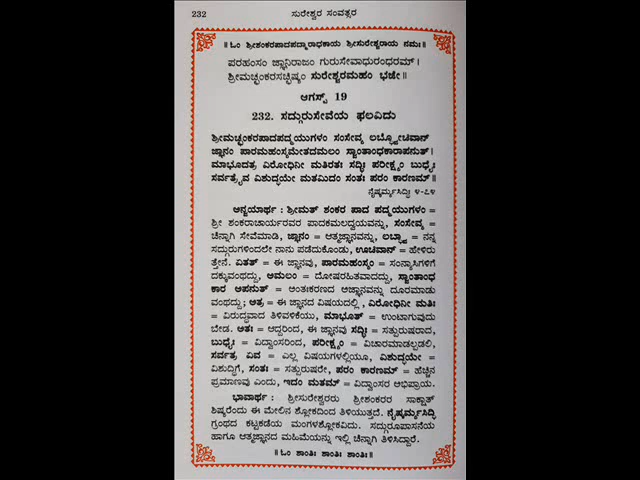 232 ಸುರೇಶ್ವರ ಸಂವತ್ಸರ
॥ ಓಂ ಶ್ರೀಶಂಕರಪಾದಪದ್ಮಾರಾಧಕಾಯ ಶ್ರೀಸುರೇಶ್ವರಾಯ ನಮಃ॥
ಪರಹಂಸಂ ಜ್ಞಾನಿರಾಜಂ ಗುರುಸೇವಾಧುರಂಧರಮ್।
ಶ್ರೀಮಚ್ಛಂಕರಸಚ್ಛಿಷ್ಯಂ ಸುರೇಶ್ವರಮಹಂ ಭಜೇ॥
ಆಗಸ್ಟ್ 19
232. ಸದ್ಗುರುಸೇವೆಯ ಫಲವಿದು
ಶ್ರೀಮಚ್ಛಂಕರಪಾದಪದ್ಮಯುಗಳಂ ಸಂಸೇವ್ಯ ಲಬ್ಧ್ವೋಚಿವಾನ್
ಜ್ಞಾನಂ ಪಾರಮಹಂಸ್ಯಮೇತದಮಲಂ ಸ್ವಾಂತಾಂಧಕಾರಾಪನುತ್।
ಮಾಭೂದತ್ರ ವಿರೋಧಿನೀ ಮತಿರತಃ ಸದ್ಭಿಃ ಪರೀಕ್ಷ್ಯಂ ಬುಧೈಃ
ಸರ್ವತ್ರೈವ ವಿಶುದ್ಧಯೇ ಮತಮಿದಂ ಸಂತಃ ಪರಂ ಕಾರಣಮ್॥
ನೈಷ್ಕರ್ಮ್ಯಸಿದ್ಧಿಃ ೪-೭೪
ಅನ್ವಯಾರ್ಥ : ಶ್ರೀಮತ್ ಶಂಕರ ಪಾದ ಪದ್ಮಯುಗಳಂ =
ಶ್ರೀ ಶಂಕರಾಚಾರ್ಯರವರ ಪಾದಕಮಲದ್ವಯವನ್ನು, ಸಂಸೇವ್ಯ =
ಚೆನ್ನಾಗಿ ಸೇವೆಮಾಡಿ, ಜ್ಞಾನಂ = ಆತ್ಮಜ್ಞಾನವನ್ನು, ಲಬ್ಧ್ವಾ = ನನ್ನ
ಸದ್ಗುರುಗಳಿಂದಲೇ ನಾನು ಪಡೆದುಕೊಂಡು, ಊಚಿವಾನ್ = ಹೇಳಿರು
ತ್ತೇನೆ. ಏತತ್ = ಈ ಜ್ಞಾನವು, ಪಾರಮಹಂಸ್ಯಂ = ಸಂನ್ಯಾಸಿಗಳಿಗೆ
ದಕ್ಕುವಂಥದ್ದು, ಅಮಲಂ = ದೋಷರಹಿತವಾದದ್ದು, ಸ್ವಾಂತಾಂಧ
ಕಾರ ಅಪನುತ್ = ಅಂತಃಕರಣದ ಅಜ್ಞಾನವನ್ನು ದೂರಮಾಡು
ವಂಥದ್ದು; ಅತ್ರ = ಈ ಜ್ಞಾನದ ವಿಷಯದಲ್ಲಿ, ವಿರೋಧಿನೀ ಮತಿಃ
= ವಿರುದ್ಧವಾದ ತಿಳಿವಳಿಕೆಯು, ಮಾಭೂತ್ = ಉಂಟಾಗುವುದು
ಬೇಡ. ಅತಃ = ಆದ್ದರಿಂದ, ಈ ಜ್ಞಾನವು ಸದ್ಭಿಃ = ಸತ್ಪುರುಷರಾದ,
ಬುಧೈಃ = ವಿದ್ವಾಂಸರಿಂದ, ಪರೀಕ್ಷ್ಯಂ = ವಿಚಾರಮಾಡಲ್ಪಡಲಿ,
ಸರ್ವತ್ರ ಏವ = ಎಲ್ಲ ವಿಷಯಗಳಲ್ಲಿಯೂ, ವಿಶುದ್ಧಯೇ =
ವಿಶುದ್ಧಿಗೆ, ಸಂತಃ = ಸತ್ಪುರುಷರೇ, ಪರಂ ಕಾರಣಮ್ = ಹೆಚ್ಚಿನ
ಪ್ರಮಾಣವು ಎಂದು, ಇದಂ ಮತಮ್ = ವಿದ್ವಾಂಸರ ಅಭಿಪ್ರಾಯ.
ಭಾವಾರ್ಥ : ಶ್ರೀಸುರೇಶ್ವರರು ಶ್ರೀಶಂಕರರ ಸಾಕ್ಷಾತ್
ಶಿಷ್ಯರೆಂದು ಈ ಮೇಲಿನ ಶ್ಲೋಕದಿಂದ ತಿಳಿಯುತ್ತದೆ. ನೈಷ್ಕರ್ಮ್ಯಸಿದ್ಧಿ
ಗ್ರಂಥದ ಕಟ್ಟಕಡೆಯ ಮಂಗಳಶ್ಲೋಕವಿದು. ಸದ್ಗುರೂಪಾಸನೆಯ
ಹಾಗೂ ಆತ್ಮಜ್ಞಾನದ ಮಹಿಮೆಯನ್ನು ಇಲ್ಲಿ ಚೆನ್ನಾಗಿ ತಿಳಿಸಿದ್ದಾರೆ.
॥ ಓಂ ಶಾಂತಿಃ ಶಾಂತಿಃ ಶಾಂತಿಃ॥